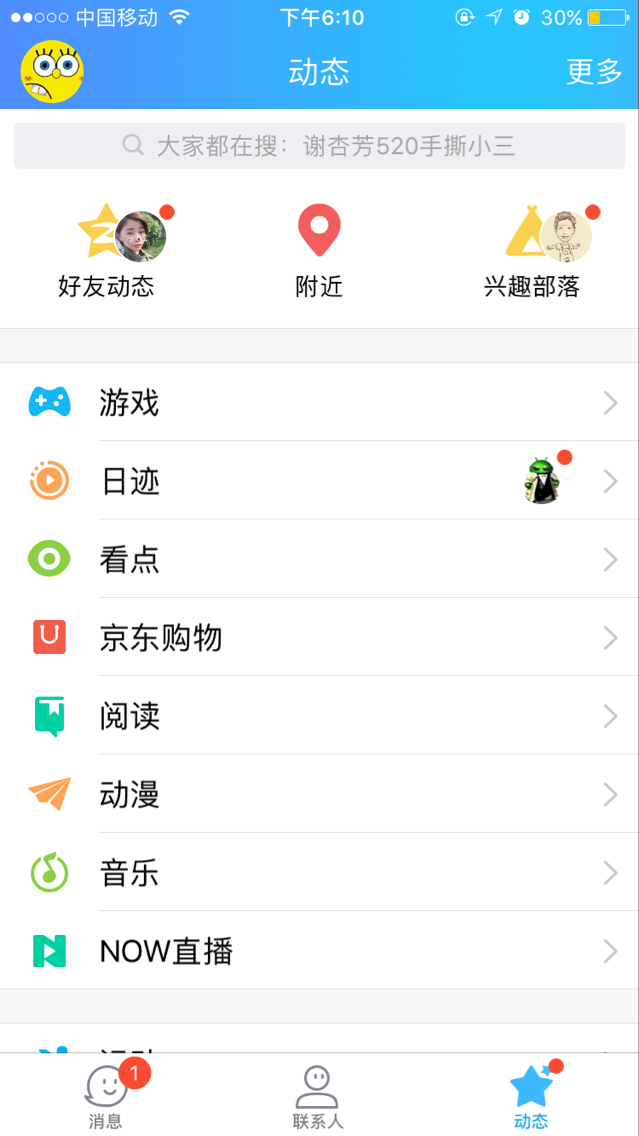 中国移动 下午6:10 30%
动态 更多
大家都在搜：谢杏芳520手撕小三
好友动态 附近 兴趣部落
游戏
日迹
看点
京东购物
阅读
动漫
音乐
NOW直播
1
消息 联系人 动态